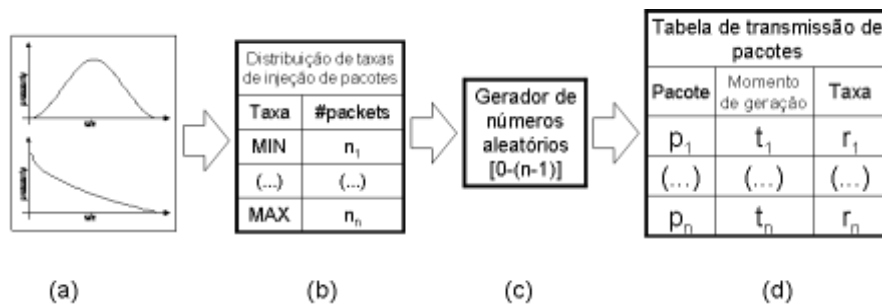 Distribuição de taxas
de injeção de pacotes
Taxa #packets
MIN n1
(...) (...)
MAX nn
Gerador de
números
aleatórios
[0-(n-1)]
Tabela de transmissão de
pacotes
Pacote Momento de geração Taxa
p1 t1 r1
(...) (...) (...)
pn tn rn
(a) (b) (c) (d)